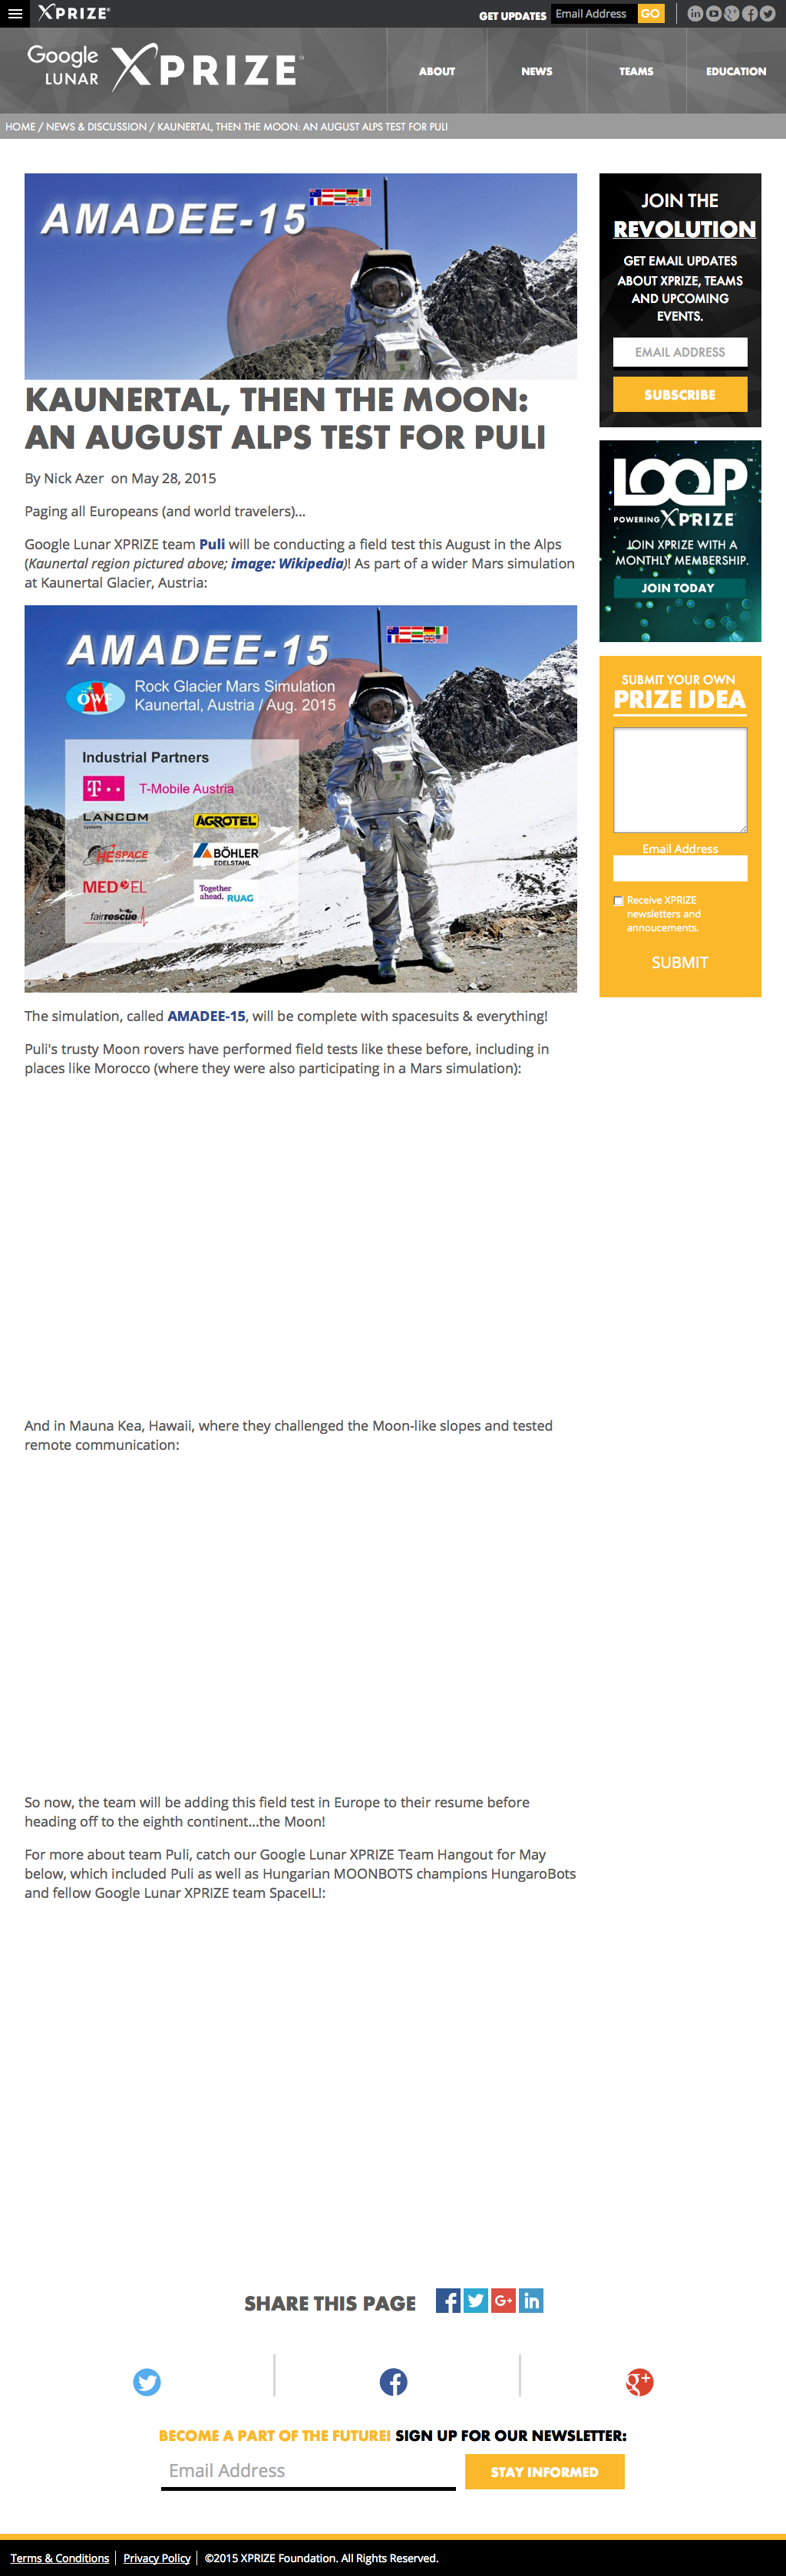 XPRIZE
GET UPDATES Email Address GO
Google
LUNAR XPRIZE
ABOUT NEWS TEAMS EDUCATION
HOME / NEWS & DISCUSSION / KAUNERTAL, THEN THE MOON: AN AUGUST ALPS TEST FOR PULI
AMADEE-15
KAUNERTAL, THEN THE MOON:
AN AUGUST ALPS TEST FOR PULI
By Nick Azer on May 28, 2015
Paging all Europeans (and world travelers)...
Google Lunar XPRIZE team Puli will be conducting a field test this August in the Alps
(Kaunertal region pictured above; image: Wikipedia)! As part of a wider Mars simulation
at Kaunertal Glacier, Austria:
AMADEE-15
ÖWF
Rock Glacier Mars Simulation
Kaunertal, Austria / Aug. 2015
Industrial Partners
T-Mobile Austria
LANCOM
Systems
AGROTEL
HE SPACE
BÖHLER
EDELSTAHL
MED EL
Together
ahead. RUAG
fairrescue
INTERNATIONAL
The simulation, called AMADEE-15, will be complete with spacesuits & everything!
Puli's trusty Moon rovers have performed field tests like these before, including in
places like Morocco (where they were also participating in a Mars simulation):
And in Mauna Kea, Hawaii, where they challenged the Moon-like slopes and tested
remote communication:
So now, the team will be adding this field test in Europe to their resume before
heading off to the eighth continent...the Moon!
For more about team Puli, catch our Google Lunar XPRIZE Team Hangout for May
below, which included Puli as well as Hungarian MOONBOTS champions HungaroBots
and fellow Google Lunar XPRIZE team SpaceIL!:
JOIN THE
REVOLUTION
GET EMAIL UPDATES
ABOUT XPRIZE, TEAMS
AND UPCOMING
EVENTS.
EMAIL ADDRESS
SUBSCRIBE
LOOP™
POWERING XPRIZE
JOIN XPRIZE WITH A
MONTHLY MEMBERSHIP.
JOIN TODAY
SUBMIT YOUR OWN
PRIZE IDEA
Email Address
Receive XPRIZE
newsletters and
annoucements.
SUBMIT
SHARE THIS PAGE
BECOME A PART OF THE FUTURE! SIGN UP FOR OUR NEWSLETTER:
Email Address
STAY INFORMED
Terms & Conditions | Privacy Policy | ©2015 XPRIZE Foundation. All Rights Reserved.